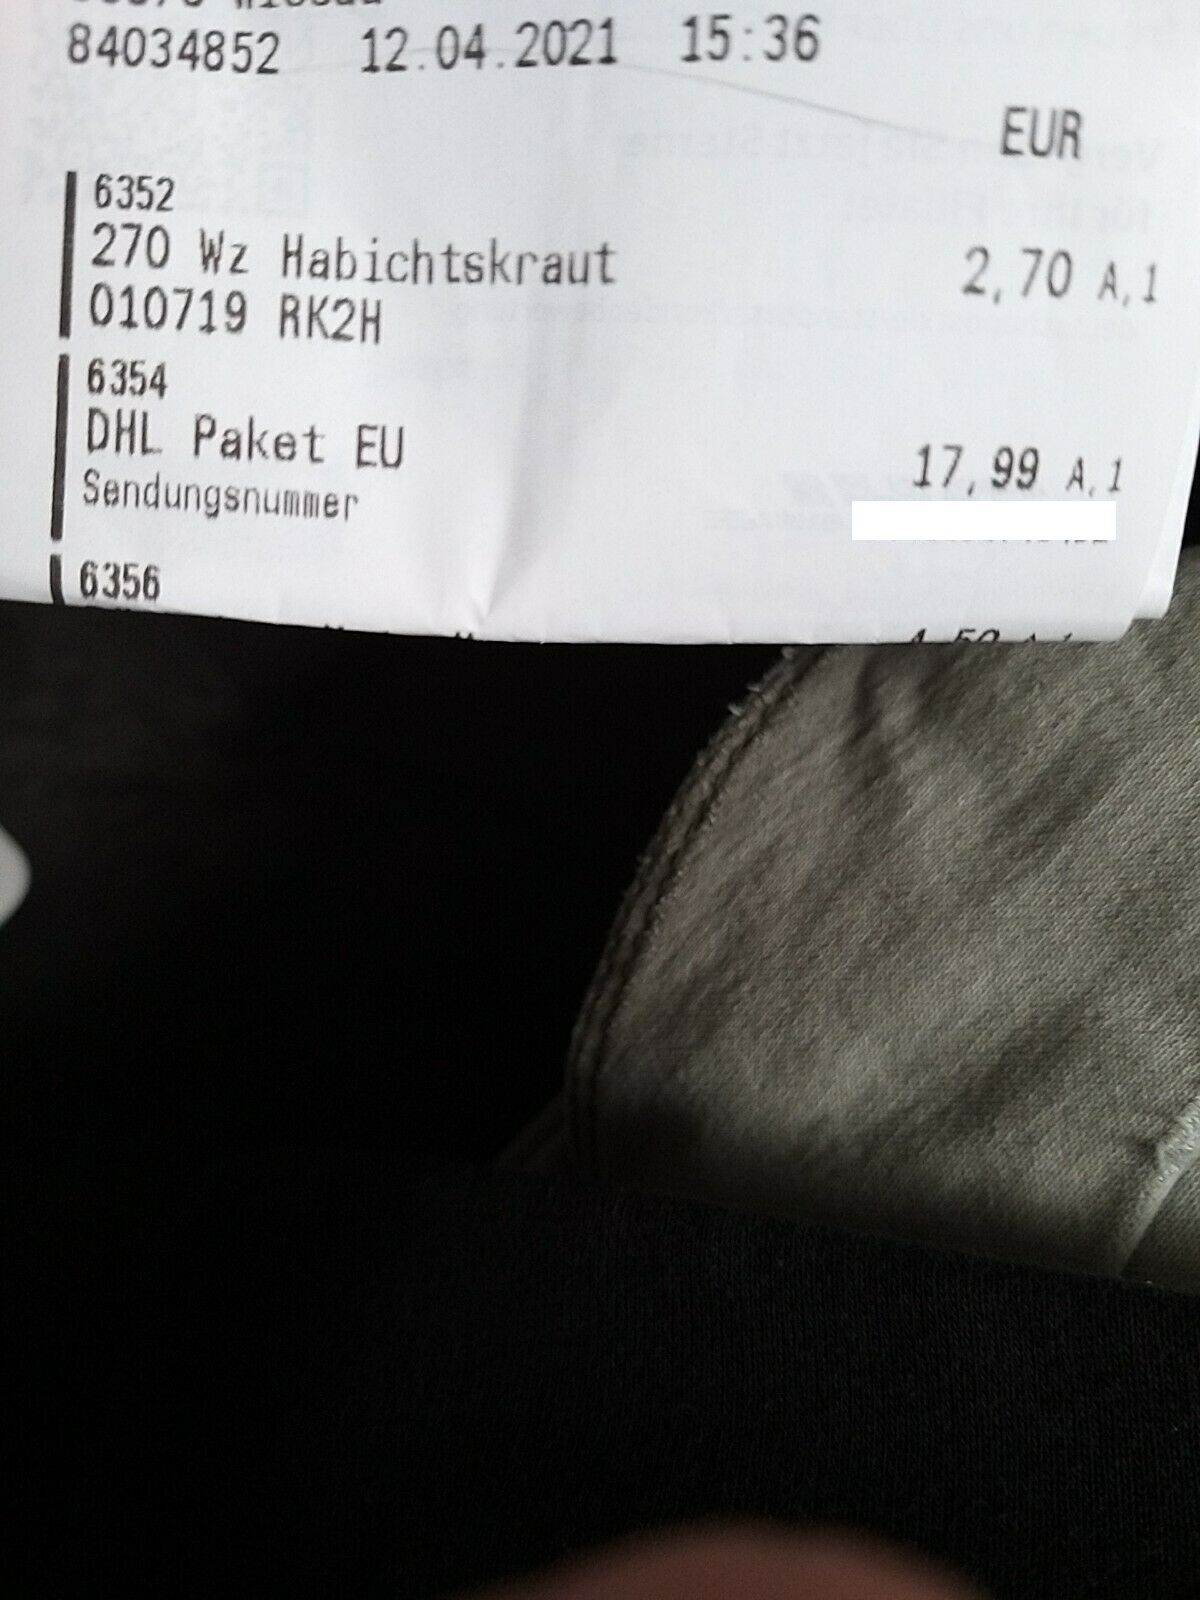 84034852 12.04.2021 15:36
EUR
6352
270 Wz Habichtskraut 2,70 A,1
010719 RK2H
6354
DHL Paket EU 17,99 A,1
Sendungsnummer
6356